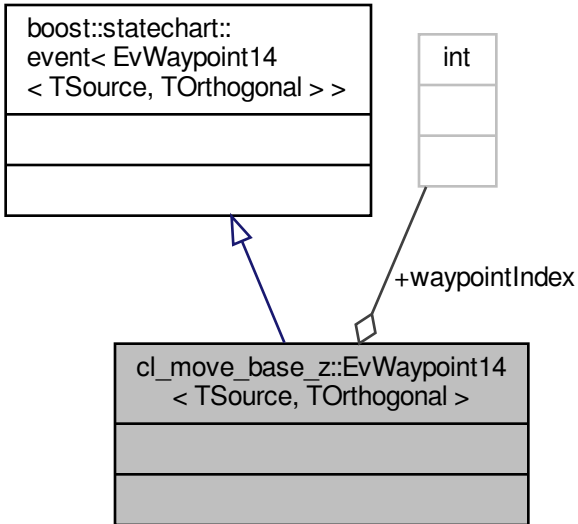 boost::statechart::
event< EvWaypoint14
< TSource, TOrthogonal > >
int
+waypointIndex
cl_move_base_z::EvWaypoint14
< TSource, TOrthogonal >